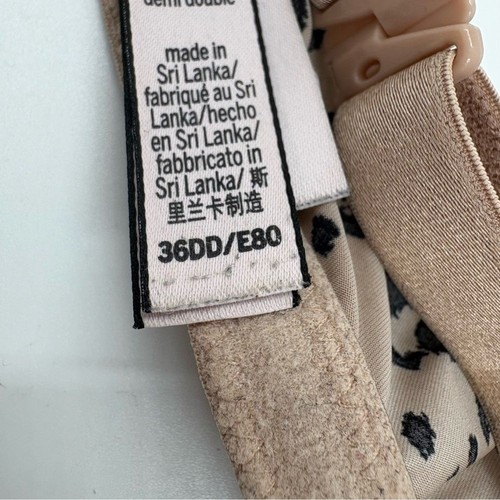 demi double
made in
Sri Lanka/
fabriqué au Sri
Lanka/hecho
en Sri Lanka/
fabbricato in
Sri Lanka/ 斯
里兰卡制造
36DD/E80